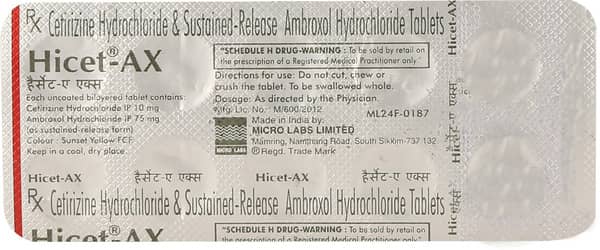 Rx Cetirizine Hydrochloride & Sustained-Release Ambroxol Hydrochloride Tablets
Hicet®-AX
हैसेट-ए एक्स
Each uncoated bilayered tablet contains:
Cetirizine Hydrochloride IP 10 mg
Ambroxol Hydrochloride IP 75 mg
(as sustained-release form)
Colour : Sunset Yellow FCF
Keep in a cool, dry place.
"SCHEDULE H DRUG-WARNING : To be sold by retail on
the prescription of a Registered Medical Practitioner only."
Directions for use: Do not cut, chew or
crush the tablet. To be swallowed whole.
Dosage: As directed by the Physician.
Mfg. Lic. No.: M/600/2012
ML24F-0187
Made in India by:
MICRO LABS LIMITED
Mamring, Namthang Road, South Sikkim-737 132
® Regd. Trade Mark
MICRO LABS
Hicet-AX
हैसेट-ए एक्स
Hicet-AX
हैसेट-ए एक्स
Hicet-AX
हैसेट-ए एक्स
Rx Cetirizine Hydrochloride & Sustained-Release Ambroxol Hydrochloride Tablets
Hicet®-AX
"SCHEDULE H DRUG-WARNING : To be sold by retail on
the prescription of a Registered Medical Practitioner only."
Hicet